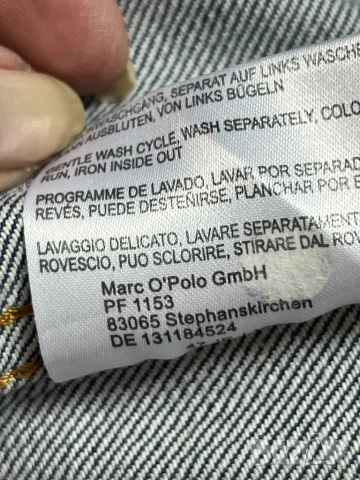 WASCHGANG, SEPARAT AUF LINKS WASCHE
AUSBLUTEN, VON LINKS BÜGELN
GENTLE WASH CYCLE, WASH SEPARATELY, COLO
RUN, IRON INSIDE OUT
PROGRAMME DE LAVADO, LAVAR POR SEPARAD
REVÉS, PUEDE DESTEÑIRSE, PLANCHAR POR E
LAVAGGIO DELICATO, LAVARE SEPARATAMENT
ROVESCIO, PUO SCOLORIRE, STIRARE DAL ROV
Marc O'Polo GmbH
PF 1153
83065 Stephanskirchen
DE 131184524